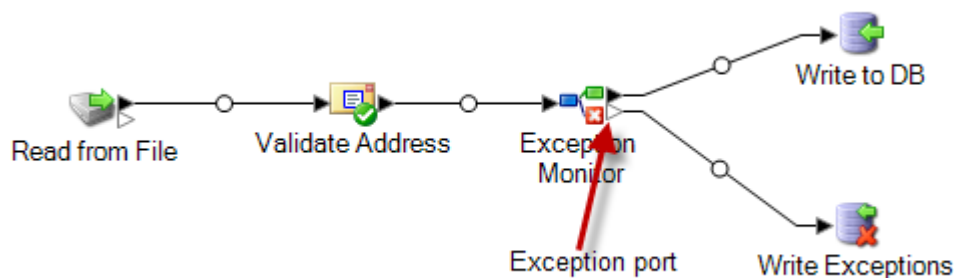 Read from File
Validate Address
Exception
Monitor
Write to DB
Exception port
Write Exceptions